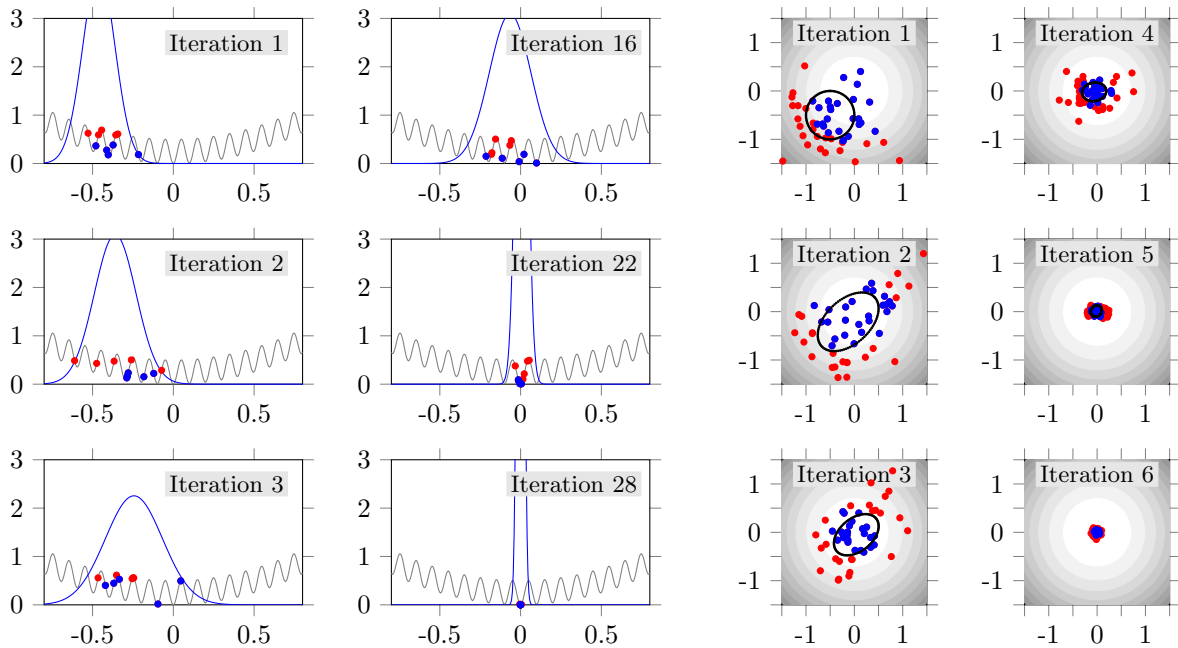 3
Iteration 1
2
1
0
-0.5 0 0.5
3
Iteration 16
2
1
0
-0.5 0 0.5
Iteration 1
1
0
-1
-1 0 1
Iteration 4
1
0
-1
-1 0 1
3
Iteration 2
2
1
0
-0.5 0 0.5
3
Iteration 22
2
1
0
-0.5 0 0.5
Iteration 2
1
0
-1
-1 0 1
Iteration 5
1
0
-1
-1 0 1
3
Iteration 3
2
1
0
-0.5 0 0.5
3
Iteration 28
2
1
0
-0.5 0 0.5
Iteration 3
1
0
-1
-1 0 1
Iteration 6
1
0
-1
-1 0 1